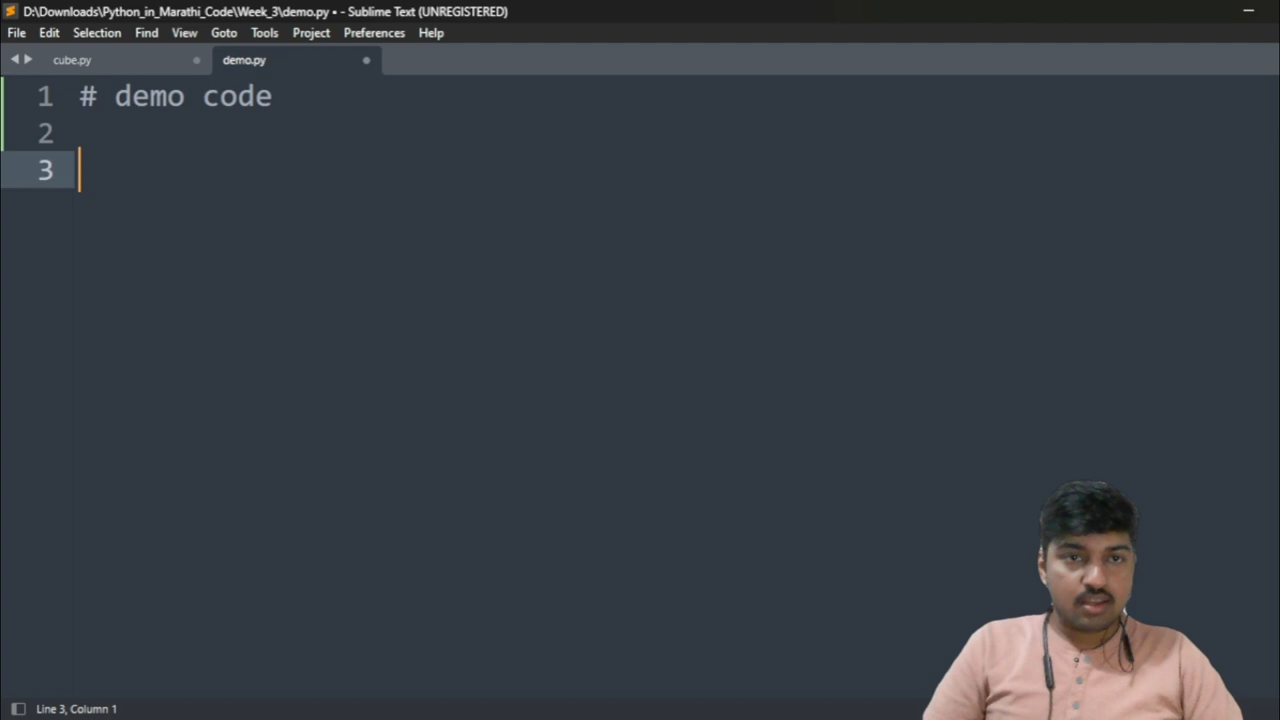 D:\Downloads\Python_in_Marathi_Code\Week_3\demo.py • - Sublime Text (UNREGISTERED)
File Edit Selection Find View Goto Tools Project Preferences Help
cube.py demo.py
1 # demo code
2
3
Line 3, Column 1